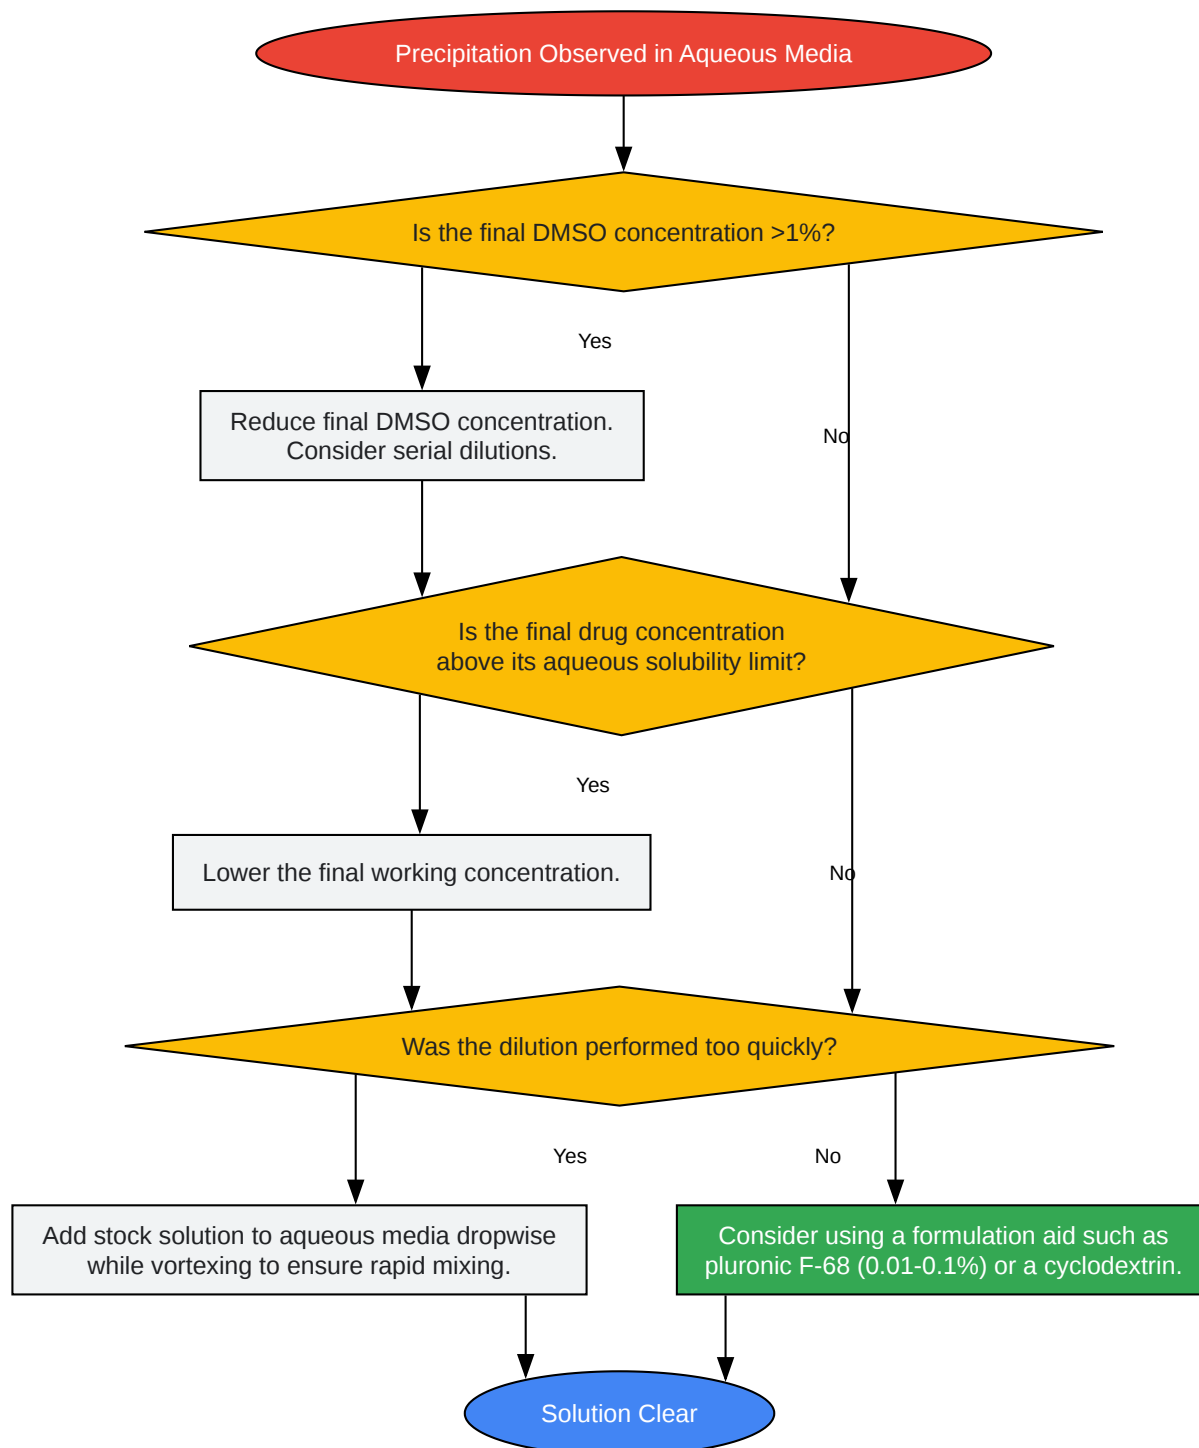 Precipitation Observed in Aqueous Media
Is the final DMSO concentration >1%?
Yes
Reduce final DMSO concentration.
Consider serial dilutions.
No
Is the final drug concentration
above its aqueous solubility limit?
Yes
Lower the final working concentration.
No
Was the dilution performed too quickly?
Yes
No
Add stock solution to aqueous media dropwise
while vortexing to ensure rapid mixing.
Consider using a formulation aid such as
pluronic F-68 (0.01-0.1%) or a cyclodextrin.
Solution Clear